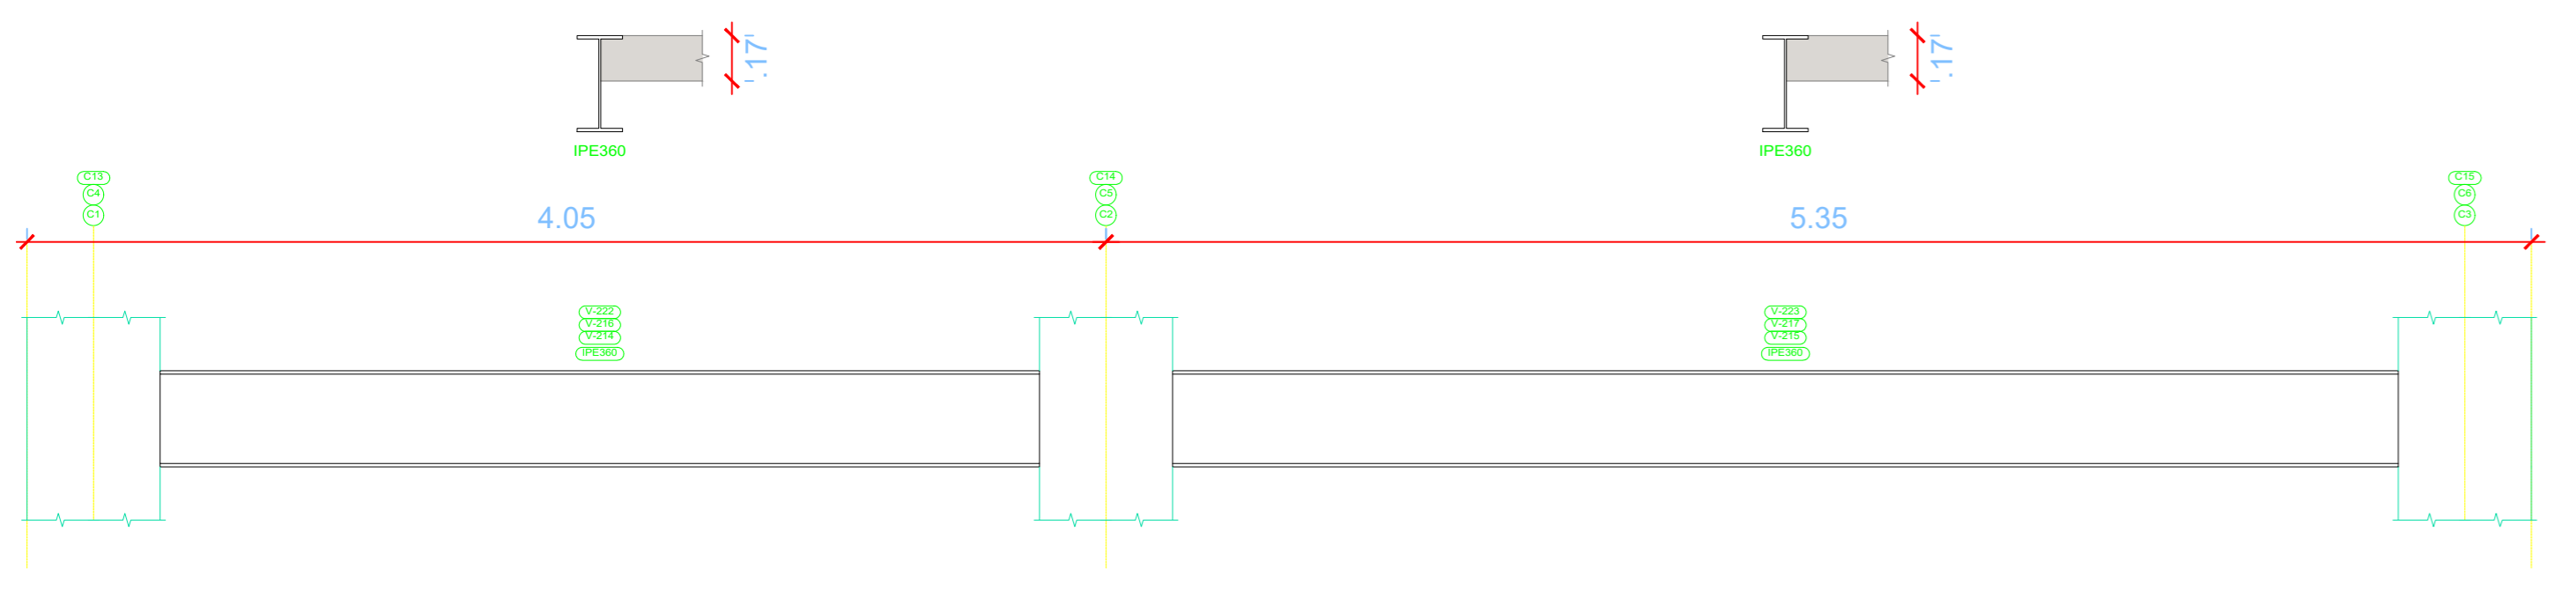 .17
.17
IPE360
IPE360
C13
C4
C1
C14
C5
C2
C15
C6
C3
4.05
5.35
V-222
V-216
V-214
IPE360
V-223
V-217
V-215
IPE360